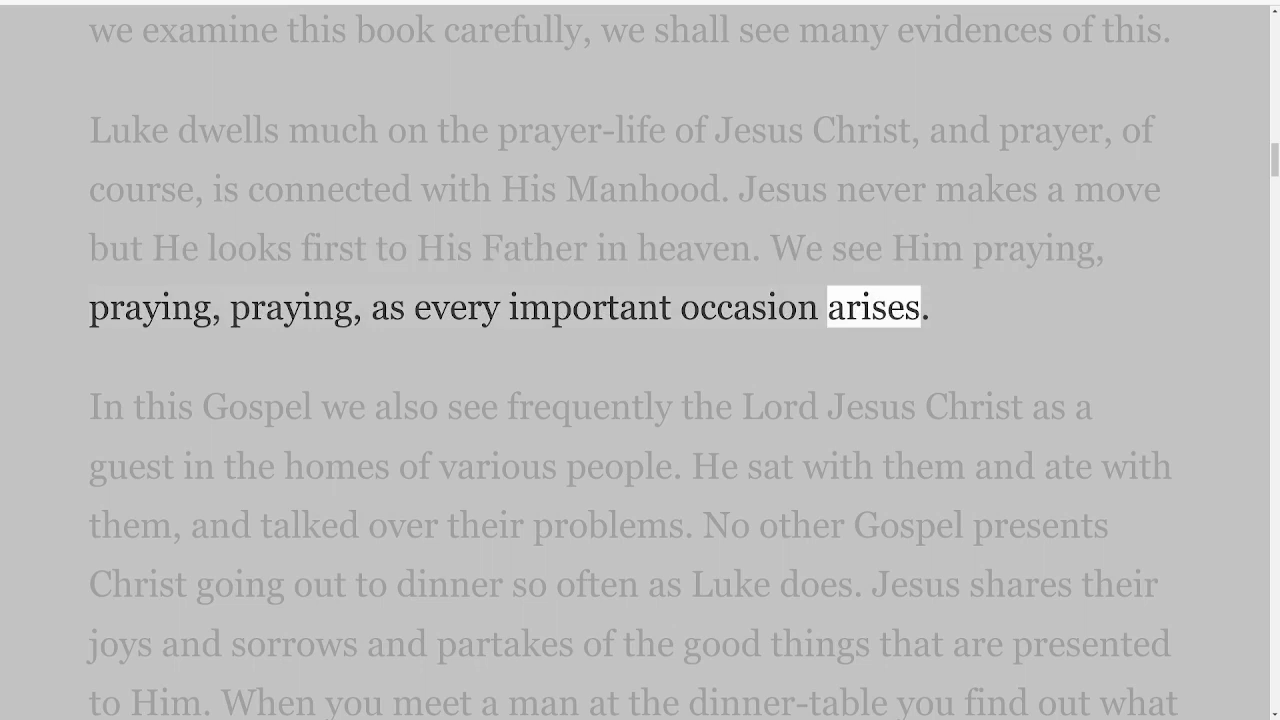 we examine this book carefully, we shall see many evidences of this.
Luke dwells much on the prayer-life of Jesus Christ, and prayer, of
course, is connected with His Manhood. Jesus never makes a move
but He looks first to His Father in heaven. We see Him praying,
praying, praying, as every important occasion arises.
In this Gospel we also see frequently the Lord Jesus Christ as a
guest in the homes of various people. He sat with them and ate with
them, and talked over their problems. No other Gospel presents
Christ going out to dinner so often as Luke does. Jesus shares their
joys and sorrows and partakes of the good things that are presented
to Him. When you meet a man at the dinner-table you find out what